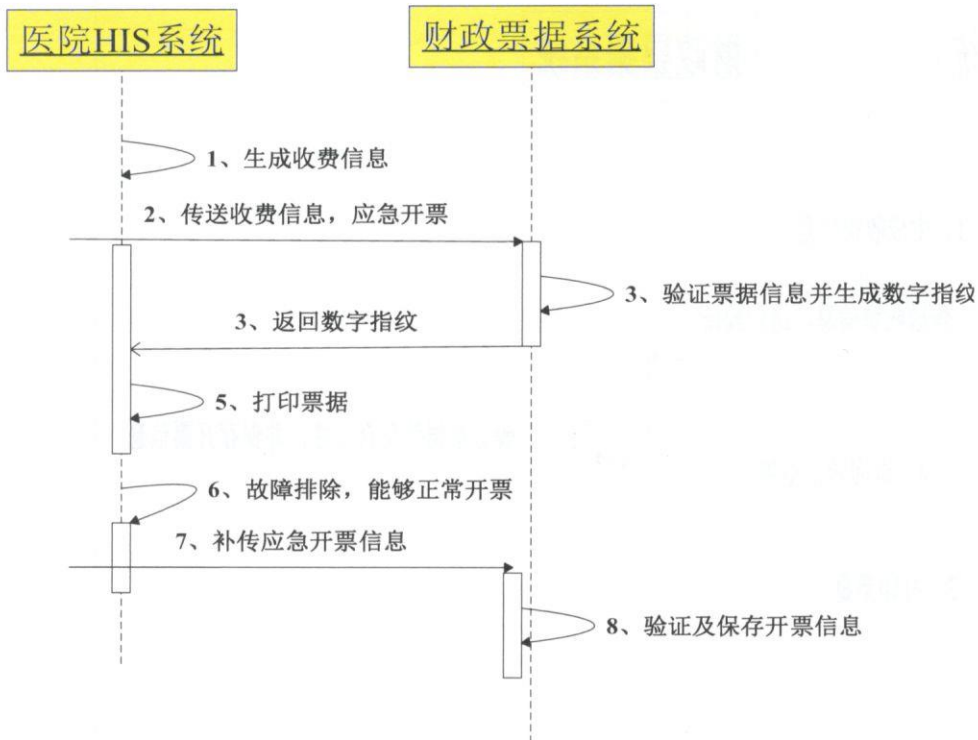 医院HIS系统
财政票据系统
1、生成收费信息
2、传送收费信息，应急开票
3、验证票据信息并生成数字指纹
3、返回数字指纹
5、打印票据
6、故障排除，能够正常开票
7、补传应急开票信息
8、验证及保存开票信息